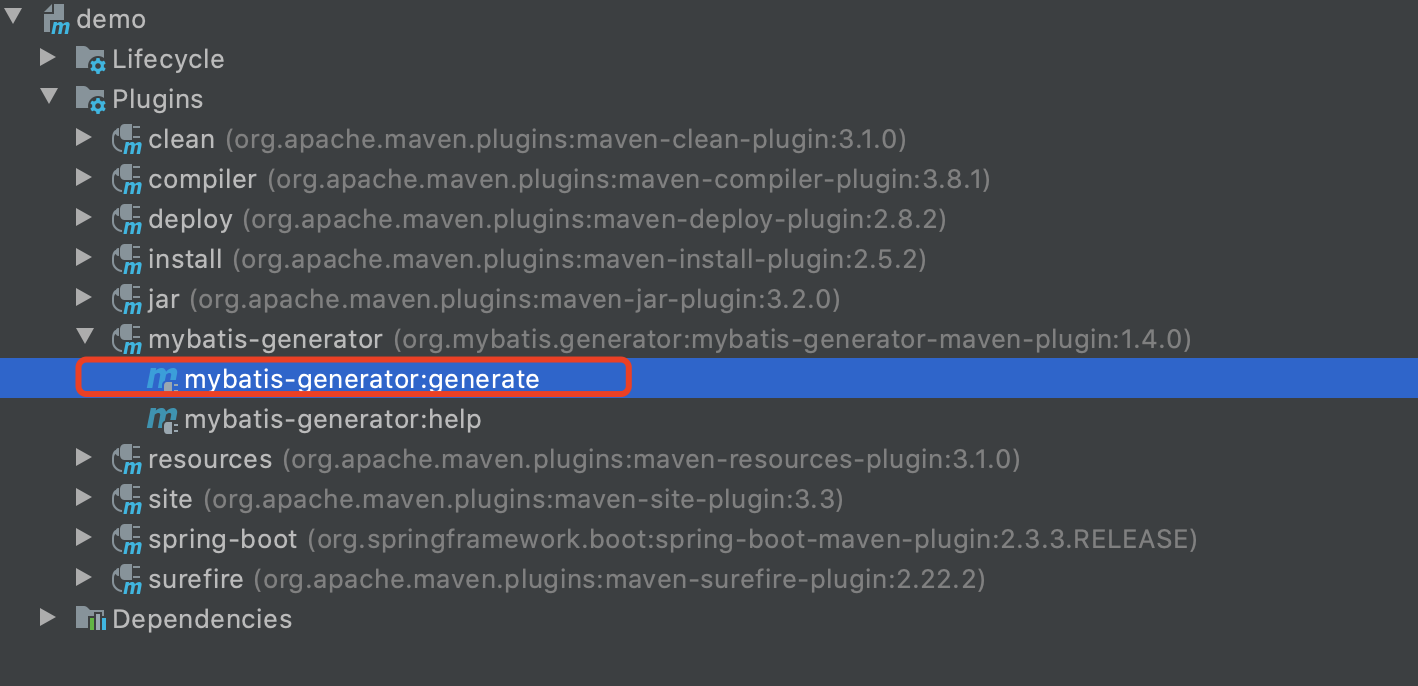 demo
Lifecycle
Plugins
clean (org.apache.maven.plugins:maven-clean-plugin:3.1.0)
compiler (org.apache.maven.plugins:maven-compiler-plugin:3.8.1)
deploy (org.apache.maven.plugins:maven-deploy-plugin:2.8.2)
install (org.apache.maven.plugins:maven-install-plugin:2.5.2)
jar (org.apache.maven.plugins:maven-jar-plugin:3.2.0)
mybatis-generator (org.mybatis.generator:mybatis-generator-maven-plugin:1.4.0)
mybatis-generator:generate
mybatis-generator:help
resources (org.apache.maven.plugins:maven-resources-plugin:3.1.0)
site (org.apache.maven.plugins:maven-site-plugin:3.3)
spring-boot (org.springframework.boot:spring-boot-maven-plugin:2.3.3.RELEASE)
surefire (org.apache.maven.plugins:maven-surefire-plugin:2.22.2)
Dependencies